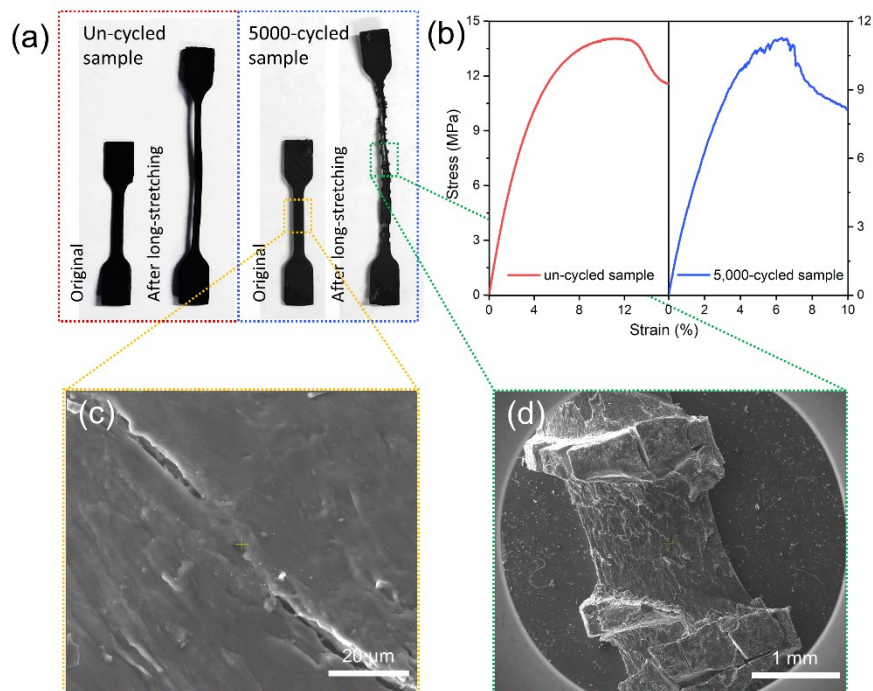 (a)
Un-cycled
sample
5000-cycled
sample
Original
After long-stretching
Original
After long-stretching
(b)
Stress (MPa)
15
12
9
6
3
0
12
9
6
3
0
un-cycled sample
5,000-cycled sample
0
4
8
12
0
2
4
6
8
10
Strain (%)
(c)
20 μm
(d)
1 mm